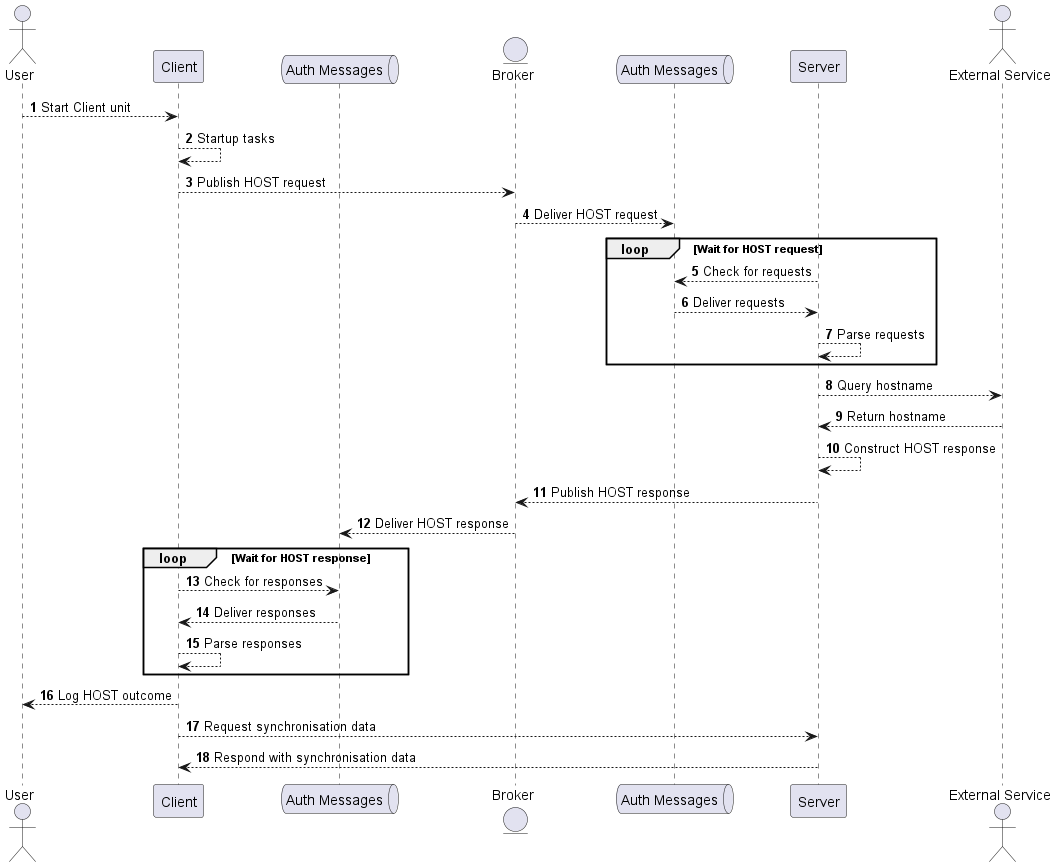 User
Client
Auth Messages
Broker
Auth Messages
Server
External Service
1 Start Client unit
2 Startup tasks
3 Publish HOST request
4 Deliver HOST request
loop [Wait for HOST request]
5 Check for requests
6 Deliver requests
7 Parse requests
8 Query hostname
9 Return hostname
10 Construct HOST response
11 Publish HOST response
12 Deliver HOST response
loop [Wait for HOST response]
13 Check for responses
14 Deliver responses
15 Parse responses
16 Log HOST outcome
17 Request synchronisation data
18 Respond with synchronisation data
User
Client
Auth Messages
Broker
Auth Messages
Server
External Service